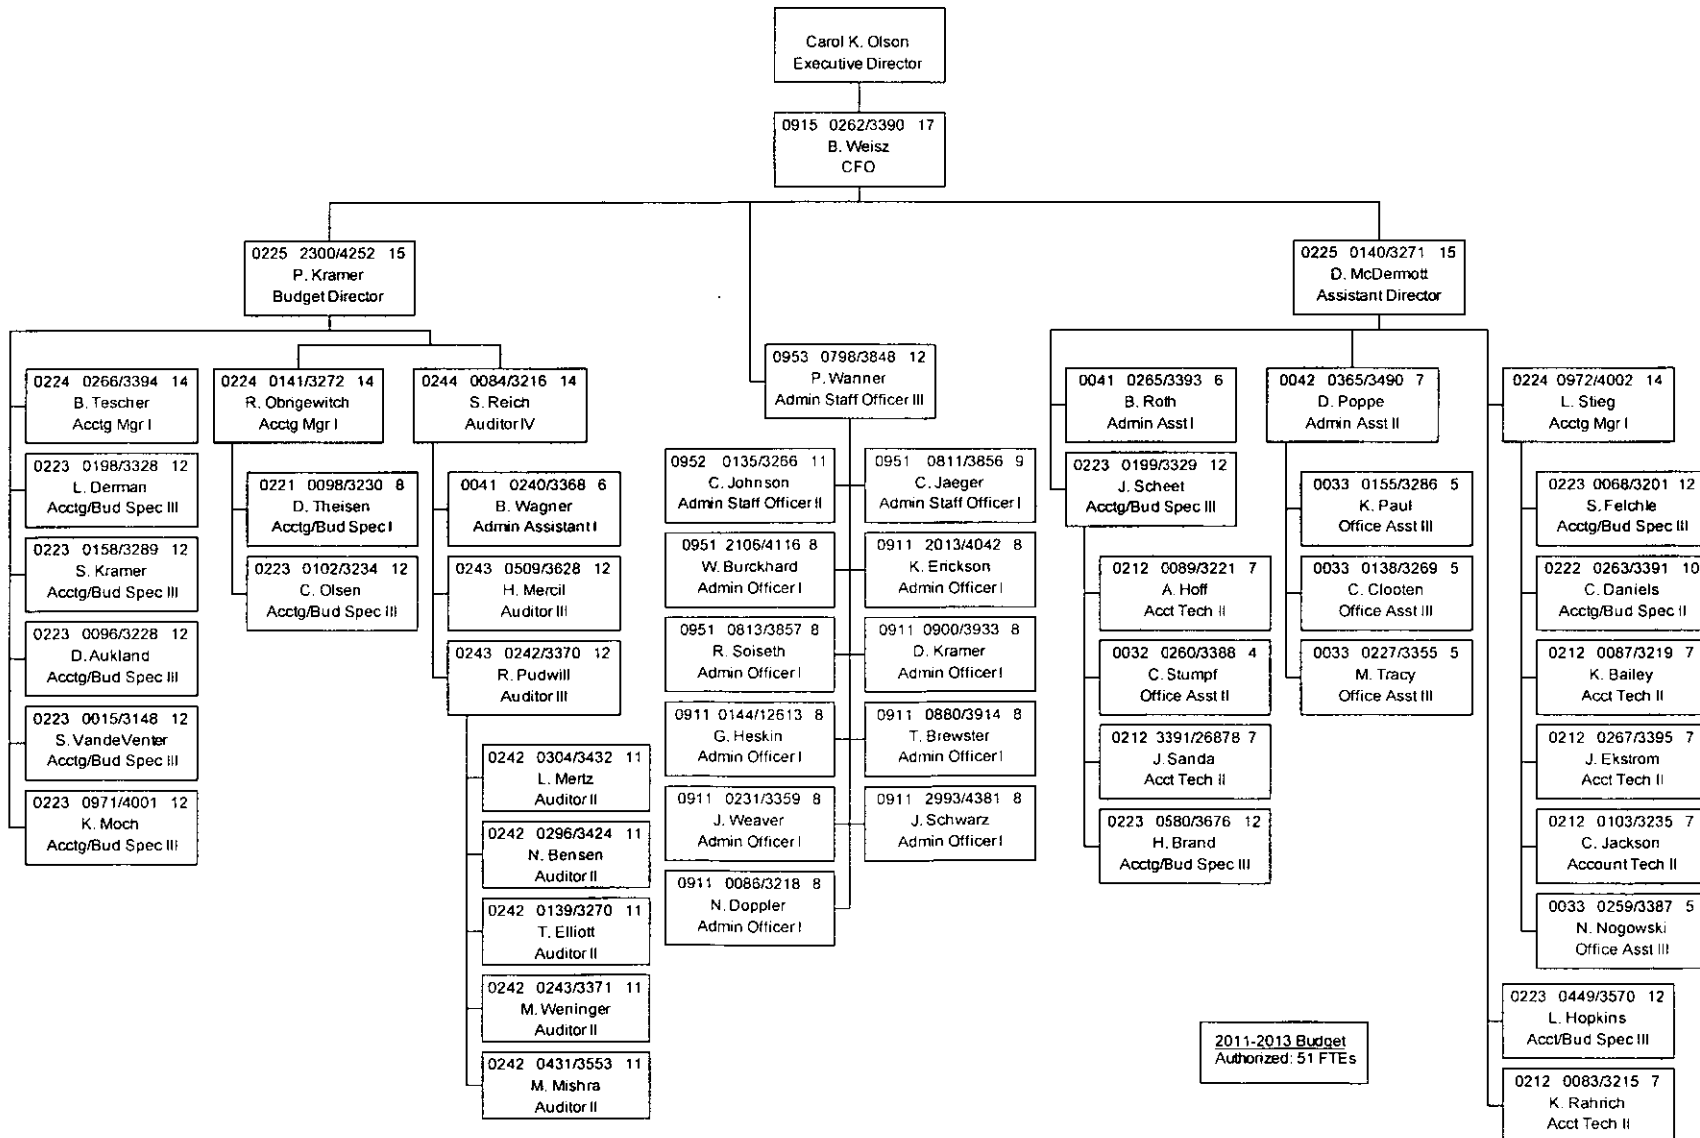 Carol K. Olson
Executive Director
0915 0262/3390 17
B. Weisz
CFO
0225 2300/4252 15
P. Kramer
Budget Director
0225 0140/3271 15
D. McDermott
Assistant Director
0224 0266/3394 14
B. Tescher
Acctg Mgr I
0223 0198/3328 12
L. Derman
Acctg/Bud Spec III
0223 0158/3289 12
S. Kramer
Acctg/Bud Spec III
0223 0096/3228 12
D. Aukland
Acctg/Bud Spec III
0223 0015/3148 12
S. VandeVenter
Acctg/Bud Spec III
0223 0971/4001 12
K. Moch
Acctg/Bud Spec III
0224 0141/3272 14
R. Obrigewitch
Acctg Mgr I
0221 0098/3230 8
D. Theisen
Acctg/Bud Spec I
0223 0102/3234 12
C. Olsen
Acctg/Bud Spec III
0244 0084/3216 14
S. Reich
Auditor IV
0041 0240/3368 6
B. Wagner
Admin Assistant I
0243 0509/3628 12
H. Mercil
Auditor III
0243 0242/3370 12
R. Pudwill
Auditor III
0242 0304/3432 11
L. Mertz
Auditor II
0242 0296/3424 11
N. Bensen
Auditor II
0242 0139/3270 11
T. Elliott
Auditor II
0242 0243/3371 11
M. Weninger
Auditor II
0242 0431/3553 11
M. Mishra
Auditor II
0953 0798/3848 12
P. Wanner
Admin Staff Officer III
0952 0135/3266 11
C. Johnson
Admin Staff Officer II
0951 0811/3856 9
C. Jaeger
Admin Staff Officer I
0951 2106/4116 8
W. Burckhard
Admin Officer I
0911 2013/4042 8
K. Erickson
Admin Officer I
0951 0813/3857 8
R. Soiseth
Admin Officer I
0911 0900/3933 8
D. Kramer
Admin Officer I
0911 0144/12613 8
G. Heskin
Admin Officer I
0911 0880/3914 8
T. Brewster
Admin Officer I
0911 0231/3359 8
J. Weaver
Admin Officer I
0911 2993/4381 8
J. Schwarz
Admin Officer I
0911 0086/3218 8
N. Doppler
Admin Officer I
0041 0265/3393 6
B. Roth
Admin Asst I
0223 0199/3329 12
J. Scheet
Acctg/Bud Spec III
0212 0089/3221 7
A. Hoff
Acct Tech II
0032 0260/3388 4
C. Stumpf
Office Asst II
0212 3391/26878 7
J. Sanda
Acct Tech II
0223 0580/3676 12
H. Brand
Acctg/Bud Spec III
0042 0365/3490 7
D. Poppe
Admin Asst II
0033 0155/3286 5
K. Paul
Office Asst III
0033 0138/3269 5
C. Clooten
Office Asst III
0033 0227/3355 5
M. Tracy
Office Asst III
0224 0972/4002 14
L. Stieg
Acctg Mgr I
0223 0068/3201 12
S. Felchle
Acctg/Bud Spec III
0222 0263/3391 10
C. Daniels
Acctg/Bud Spec II
0212 0087/3219 7
K. Bailey
Acct Tech II
0212 0267/3395 7
J. Ekstrom
Acct Tech II
0212 0103/3235 7
C. Jackson
Account Tech II
0033 0259/3387 5
N. Nogowski
Office Asst III
0223 0449/3570 12
L. Hopkins
Acct/Bud Spec III
0212 0083/3215 7
K. Rahrich
Acct Tech II
2011-2013 Budget
Authorized: 51 FTEs